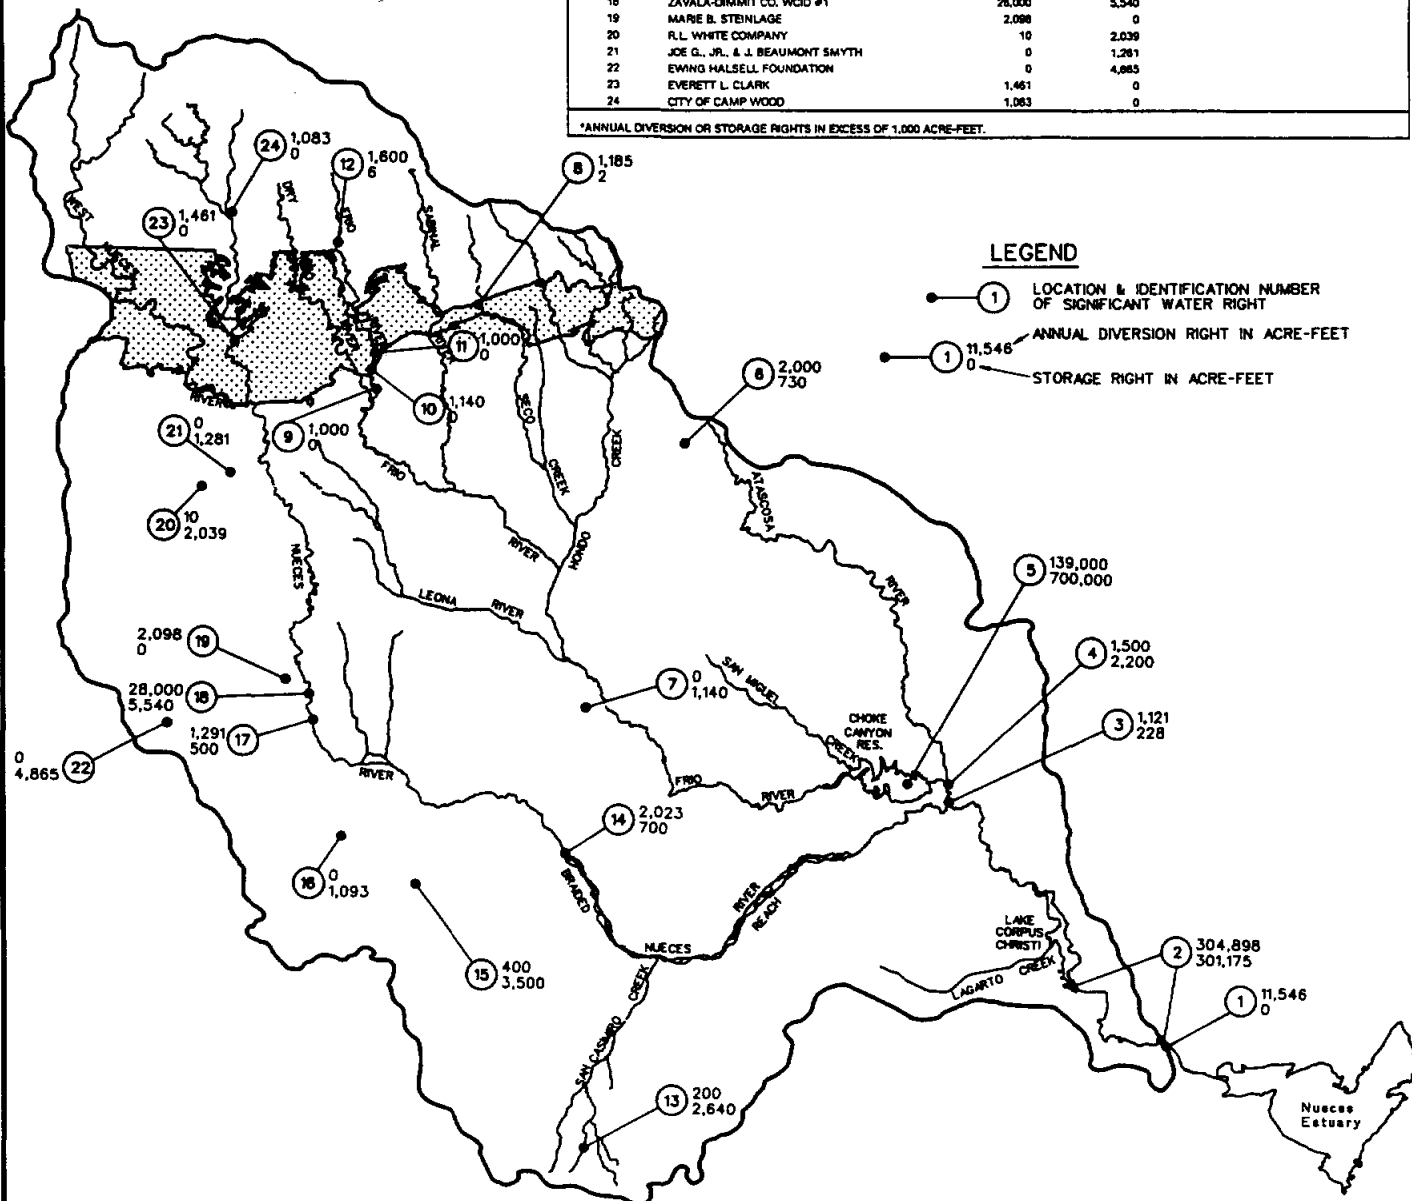 18 ZAVALA-DIMMIT CO. WCID #1 28,000 5,540
19 MARIE B. STEINLAGE 2,098 0
20 R.L. WHITE COMPANY 10 2,039
21 JOE G., JR., & J. BEAUMONT SMYTH 0 1,281
22 EWING HALSELL FOUNDATION 0 4,865
23 EVERETT L. CLARK 1,461 0
24 CITY OF CAMP WOOD 1,083 0
*ANNUAL DIVERSION OR STORAGE RIGHTS IN EXCESS OF 1,000 ACRE-FEET.
LEGEND
1 LOCATION & IDENTIFICATION NUMBER
OF SIGNIFICANT WATER RIGHT
1 11,546 ANNUAL DIVERSION RIGHT IN ACRE-FEET
0 STORAGE RIGHT IN ACRE-FEET
24 1,083
0
12 1,600
6
8 1,185
2
23 1,461
0
WEST
DRY
FRIO
SABINAL
11 1,000
0
10 1,140
0
9 1,000
0
6 2,000
730
RIVER
21 0
1,281
20 10
2,039
SECO
CREEK
CREEK
HONDO
FRIO
RIVER
ATASCOSA
RIVER
NUECES
LEONA
RIVER
5 139,000
700,000
4 1,500
2,200
3 1,121
228
2,098
0 19
28,000
5,540 18
1,291
500 17
0
4,865 22
7 0
1,140
SAN MIGUEL
CREEK
CHOKE
CANYON
RES.
RIVER
FRIO
RIVER
14 2,023
700
16 0
1,093
15 400
3,500
BRAIDED
NUECES
RIVER
REACH
LAKE
CORPUS
CHRISTI
LAGARTO CREEK
2 304,898
301,175
1 11,546
0
SAN CASIMIRO
CREEK
13 200
2,640
Nueces
Estuary